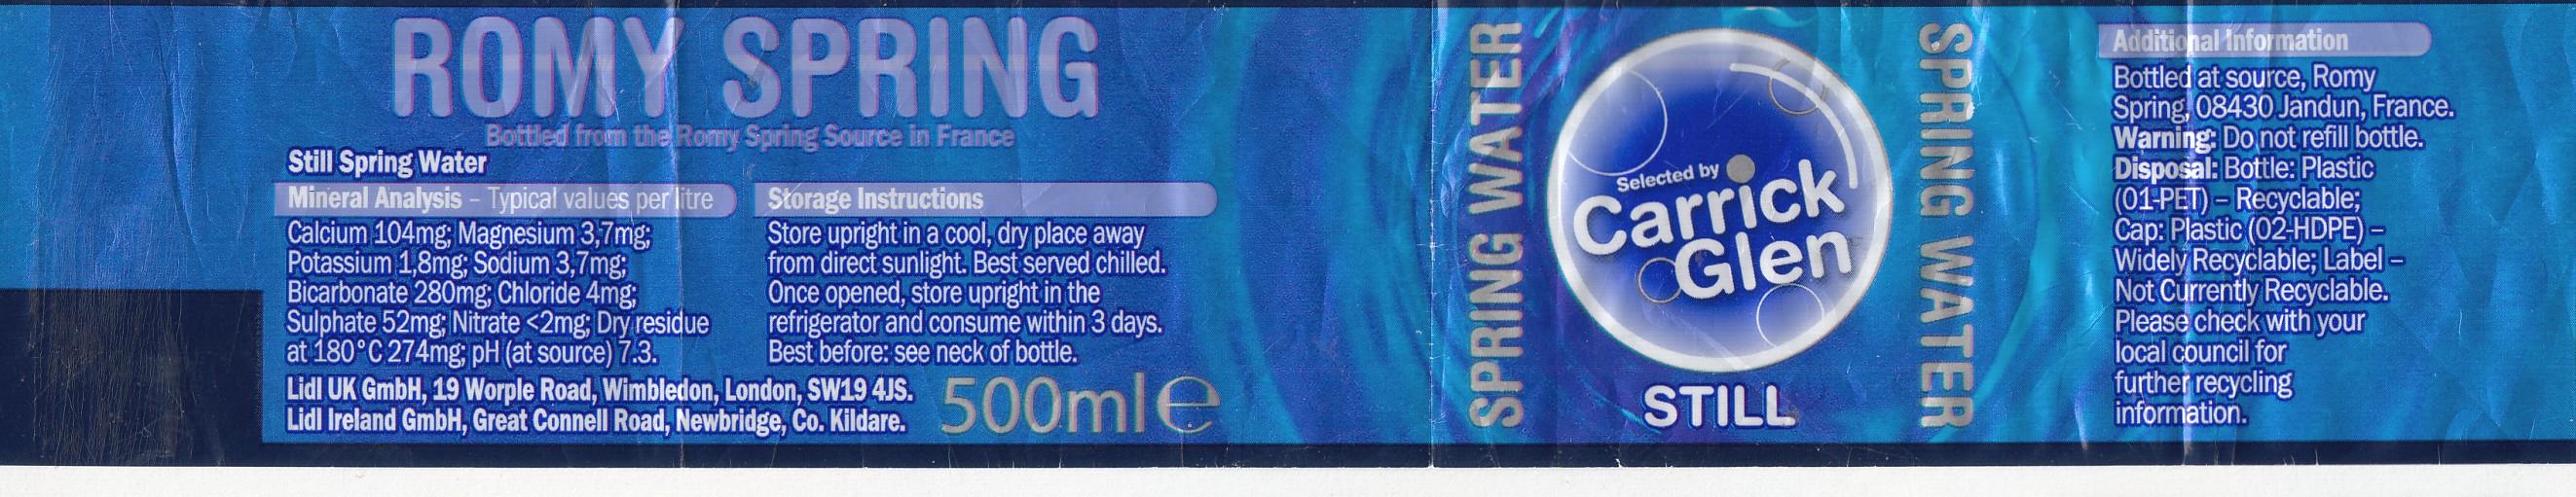 ROMY SPRING
Bottled from the Romy Spring Source in France
Still Spring Water
Mineral Analysis – Typical values per litre
Calcium 104mg; Magnesium 3,7mg;
Potassium 1,8mg; Sodium 3,7mg;
Bicarbonate 280mg; Chloride 4mg;
Sulphate 52mg; Nitrate <2mg; Dry residue
at 180°C 274mg; pH (at source) 7.3.
Storage Instructions
Store upright in a cool, dry place away
from direct sunlight. Best served chilled.
Once opened, store upright in the
refrigerator and consume within 3 days.
Best before: see neck of bottle.
Lidl UK GmbH, 19 Worple Road, Wimbledon, London, SW19 4JS.
Lidl Ireland GmbH, Great Connell Road, Newbridge, Co. Kildare.
500ml e
SPRING WATER
Selected by
Carrick
Glen
STILL
SPRING WATER
Additional Information
Bottled at source, Romy
Spring, 08430 Jandun, France.
Warning: Do not refill bottle.
Disposal: Bottle: Plastic
(01-PET) – Recyclable;
Cap: Plastic (02-HDPE) –
Widely Recyclable; Label –
Not Currently Recyclable.
Please check with your
local council for
further recycling
information.